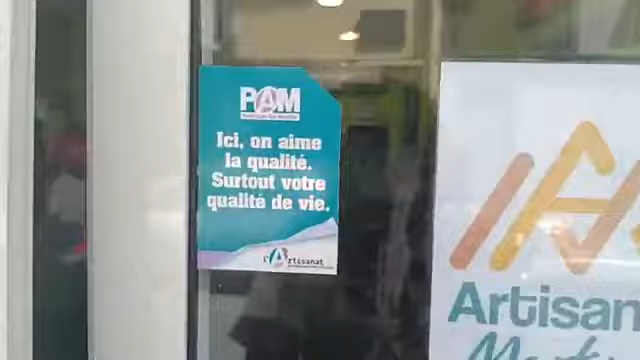 PAM
Ici, on aime
la qualité.
Surtout votre
qualité de vie.
l'Artisanat
Artisan